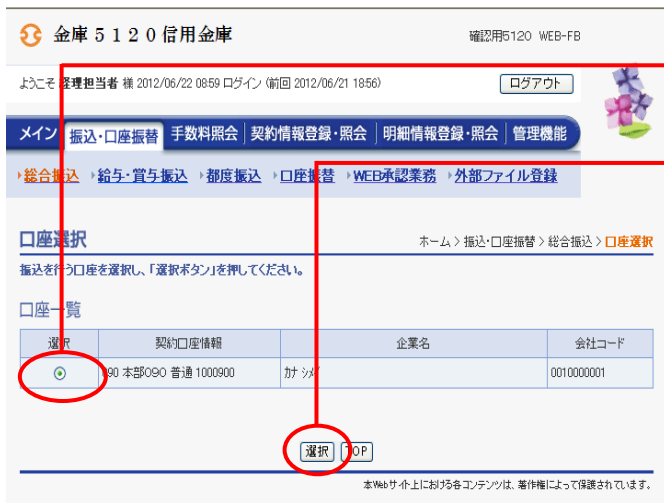 金庫5120信用金庫
確認用5120 WEB-FB
ようこそ 経理担当者 様 2012/06/22 0859 ログイン (前回 2012/06/21 1856)
ログアウト
メイン 振込・口座振替 手数料照会 契約情報登録・照会 明細情報登録・照会 管理機能
総合振込 給与・賞与振込 都度振込 口座振替 WEB承認業務 外部ファイル登録
口座選択
ホーム > 振込・口座振替 > 総合振込 > 口座選択
振込を行う口座を選択し、「選択ボタン」を押してください。
口座一覧
選択 契約口座情報 企業名 会社コード
090 本部090 普通 1000900 0010000001
選択 TOP
本Webサイト上における各コンテンツは、著作権によって保護されています。